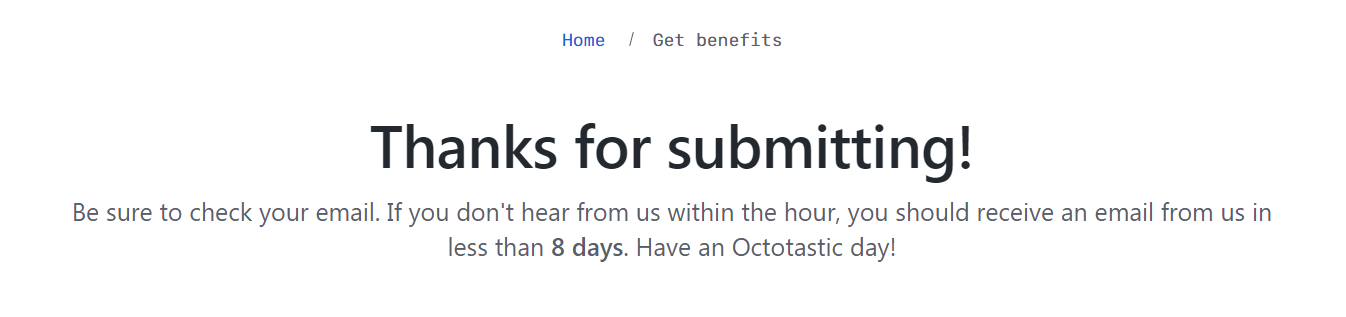 Home / Get benefits
Thanks for submitting!
Be sure to check your email. If you don't hear from us within the hour, you should receive an email from us in
less than 8 days. Have an Octotastic day!